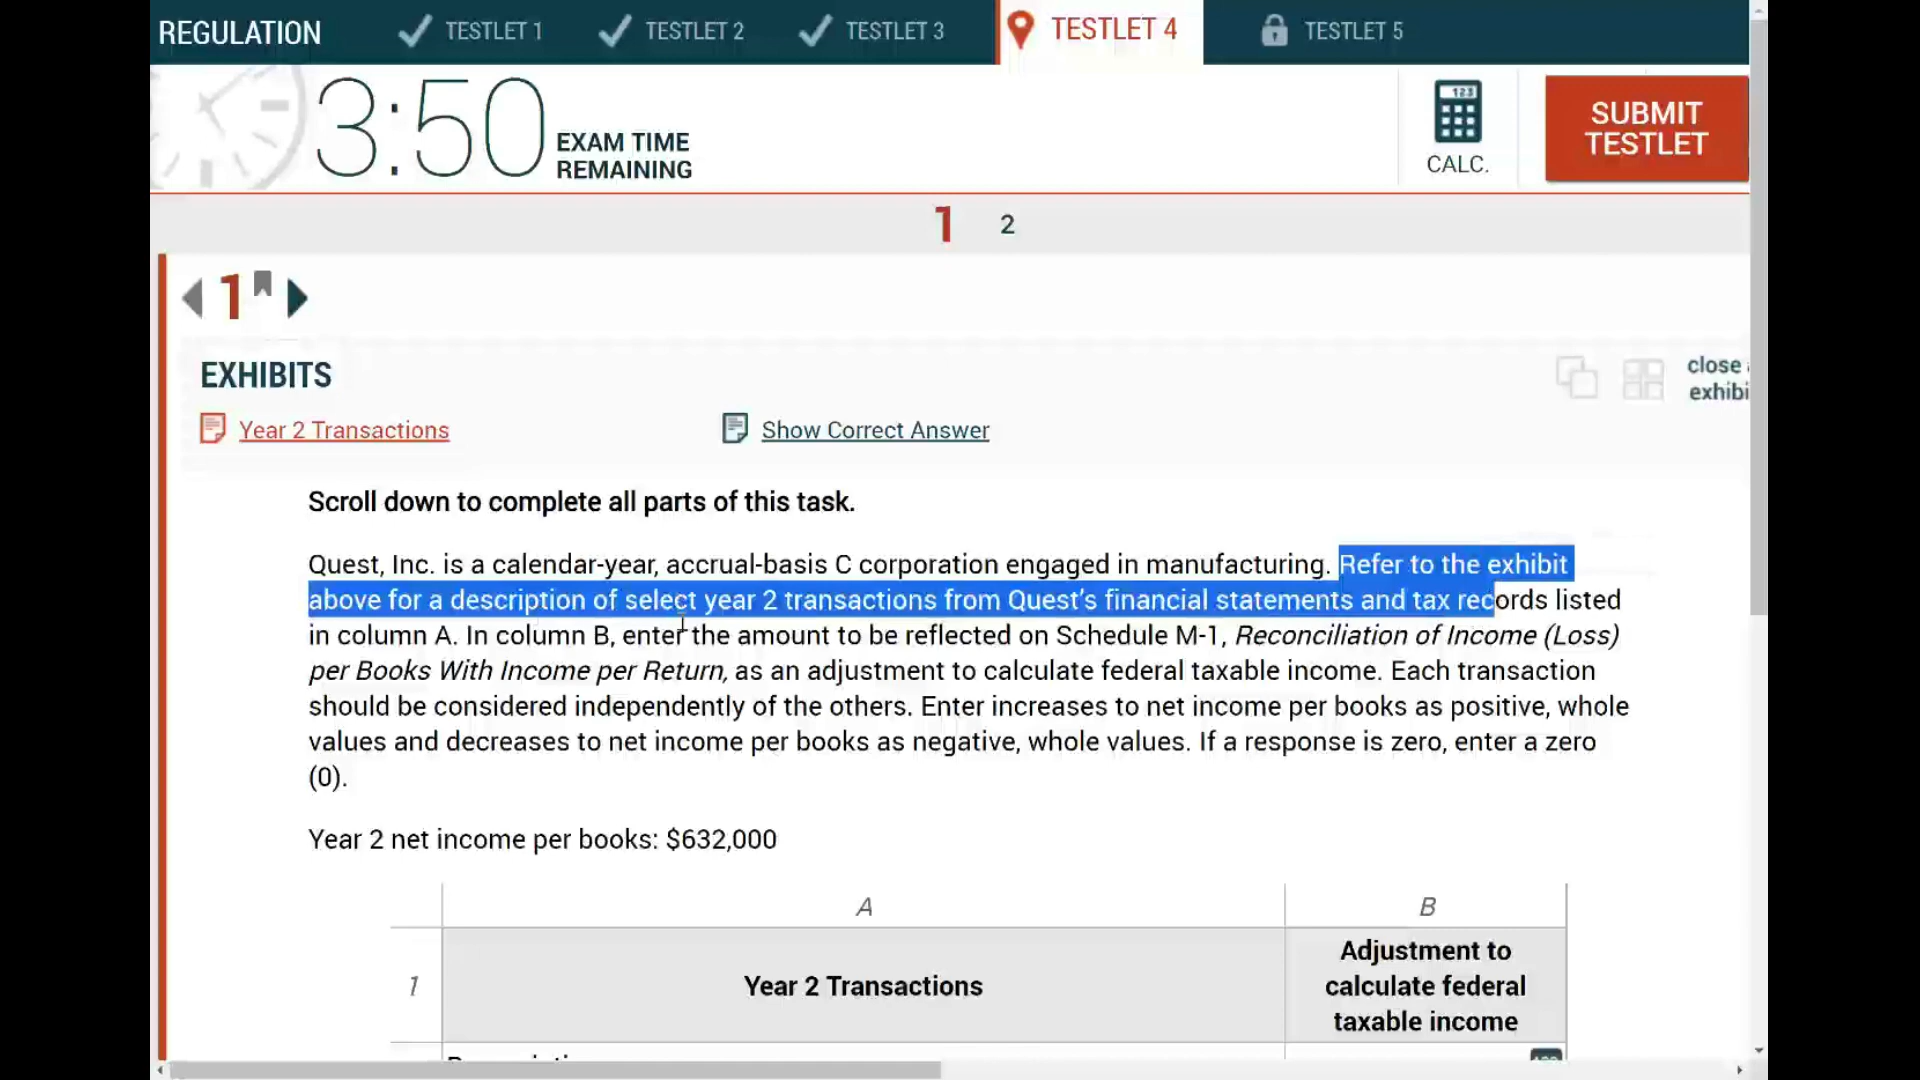 REGULATION TESTLET 1 TESTLET 2 TESTLET 3 TESTLET 4 TESTLET 5
3:50 EXAM TIME REMAINING
123
CALC.
SUBMIT
TESTLET
1 2
1
EXHIBITS
close
exhibi
Year 2 Transactions Show Correct Answer
Scroll down to complete all parts of this task.
Quest, Inc. is a calendar-year, accrual-basis C corporation engaged in manufacturing. Refer to the exhibit
above for a description of select year 2 transactions from Quest's financial statements and tax records listed
in column A. In column B, enter the amount to be reflected on Schedule M-1, Reconciliation of Income (Loss)
per Books With Income per Return, as an adjustment to calculate federal taxable income. Each transaction
should be considered independently of the others. Enter increases to net income per books as positive, whole
values and decreases to net income per books as negative, whole values. If a response is zero, enter a zero
(0).
Year 2 net income per books: $632,000
A B
1 Year 2 Transactions
Adjustment to
calculate federal
taxable income